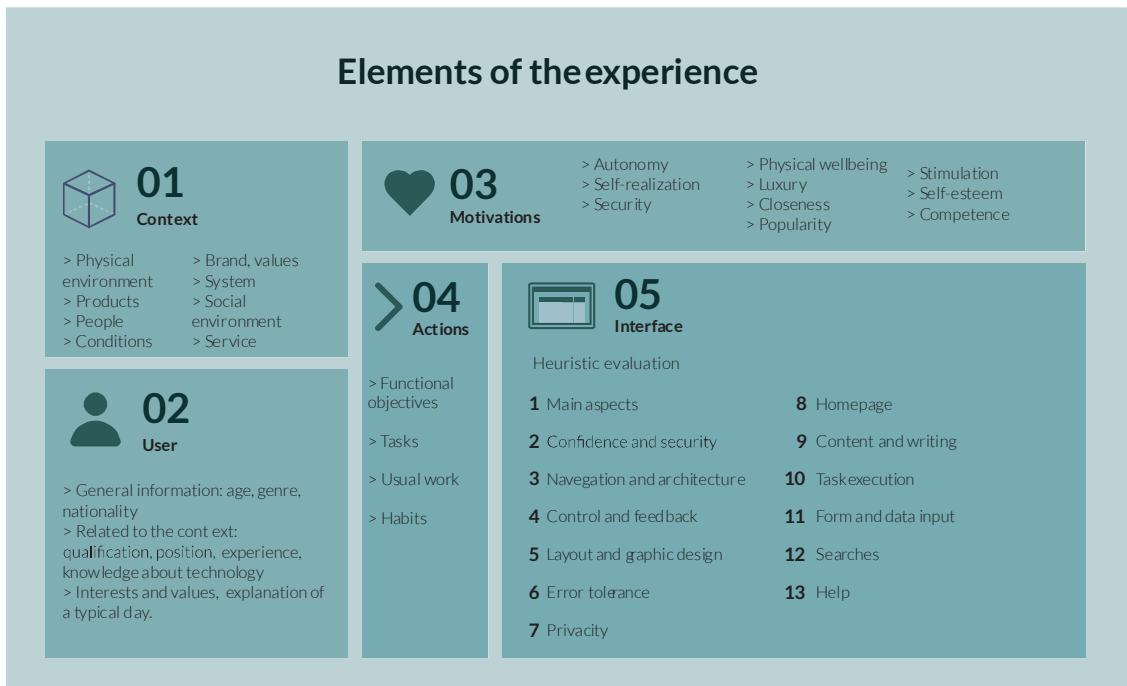 Elements of the experience
01
Context
> Physical
environment
> Products
> People
> Conditions
> Brand, values
> System
> Social
environment
> Service
02
User
> General information: age, genre,
nationality
> Related to the cont ext:
qualification, position, experience,
knowledge about technology
> Interests and values, explanation of
a typical day.
03
Motivations
> Autonomy
> Self-realization
> Security
> Physical wellbeing
> Luxury
> Closeness
> Popularity
> Stimulation
> Self-esteem
> Competence
04
Actions
> Functional
objectives
> Tasks
> Usual work
> Habits
05
Interface
Heuristic evaluation
1 Main aspects
2 Confidence and security
3 Navegation and architecture
4 Control and feedback
5 Layout and graphic design
6 Error tolerance
7 Privacity
8 Homepage
9 Content and writing
10 Task execution
11 Form and data input
12 Searches
13 Help